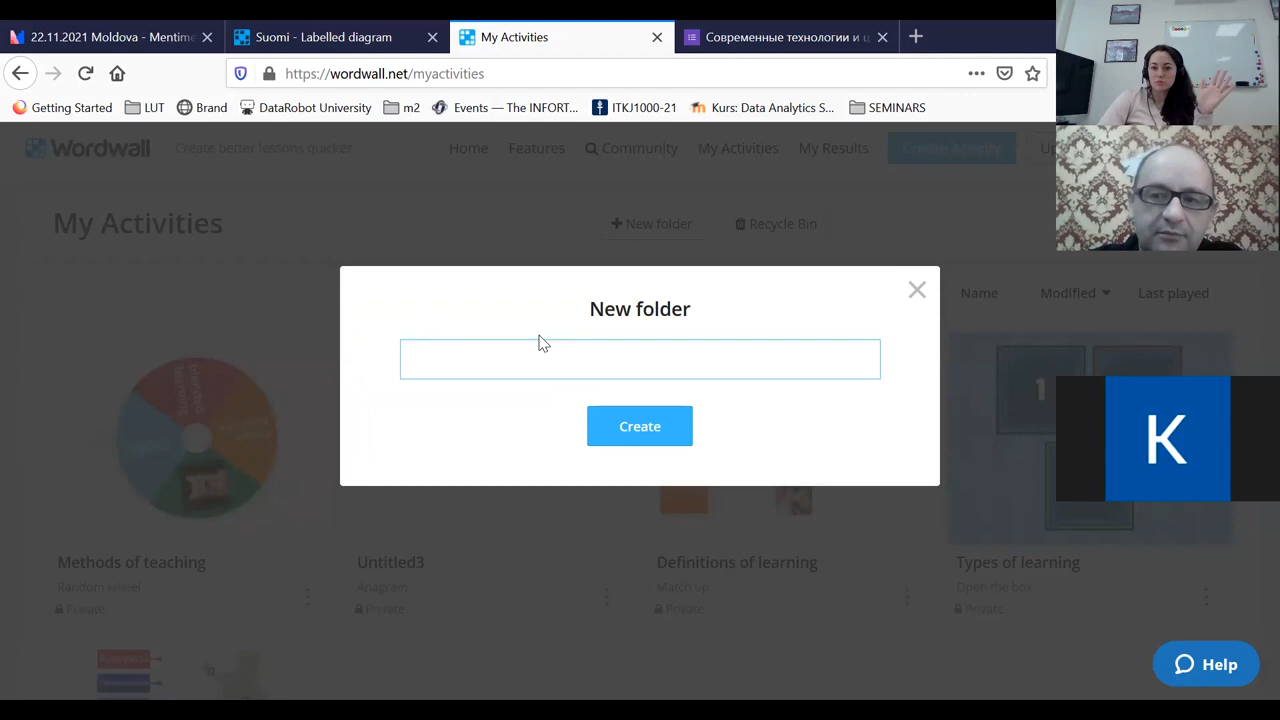 22.11.2021 Moldova - Mentime
Suomi - Labelled diagram
My Activities
Современные технологии и ц
https://wordwall.net/myactivities
Getting Started
LUT
Brand
DataRobot University
m2
Events — The INFORT...
ITKJ1000-21
Kurs: Data Analytics S...
SEMINARS
Wordwall
Create better lessons quicker
Home
Features
Community
My Activities
My Results
Create Activity
Up
My Activities
New folder
Recycle Bin
Name
Modified
Last played
New folder
Create
1
K
Methods of teaching
Random wheel
Private
Untitled3
Anagram
Private
Definitions of learning
Match up
Private
Types of learning
Open the box
Private
Help